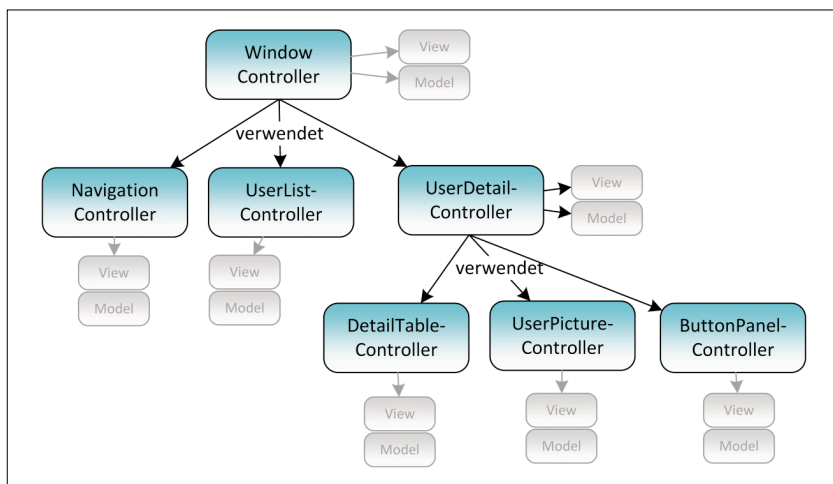 Window
Controller
View
Model
verwendet
Navigation
Controller
UserList-
Controller
UserDetail-
Controller
View
Model
View
Model
View
Model
verwendet
DetailTable-
Controller
UserPicture-
Controller
ButtonPanel-
Controller
View
Model
View
Model
View
Model